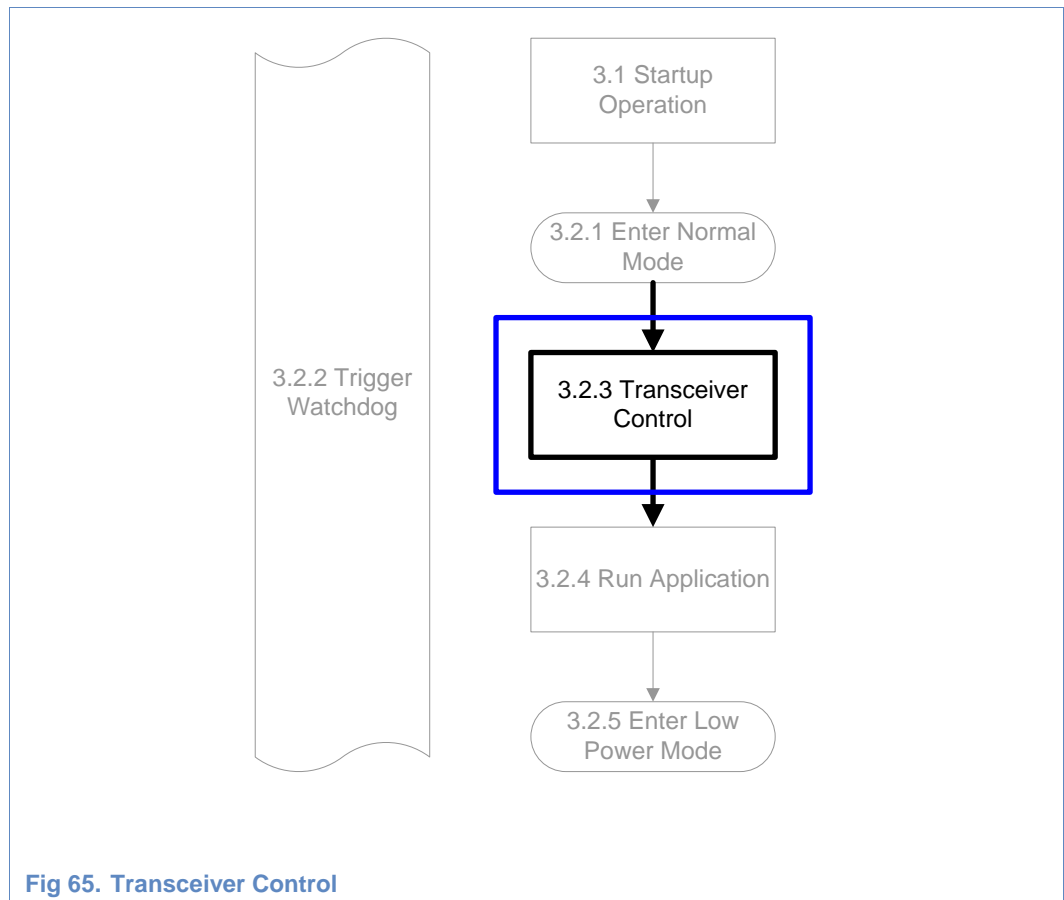 3.1 Startup
Operation
3.2.1 Enter Normal
Mode
3.2.2 Trigger
Watchdog
3.2.3 Transceiver
Control
3.2.4 Run Application
3.2.5 Enter Low
Power Mode
Fig 65. Transceiver Control